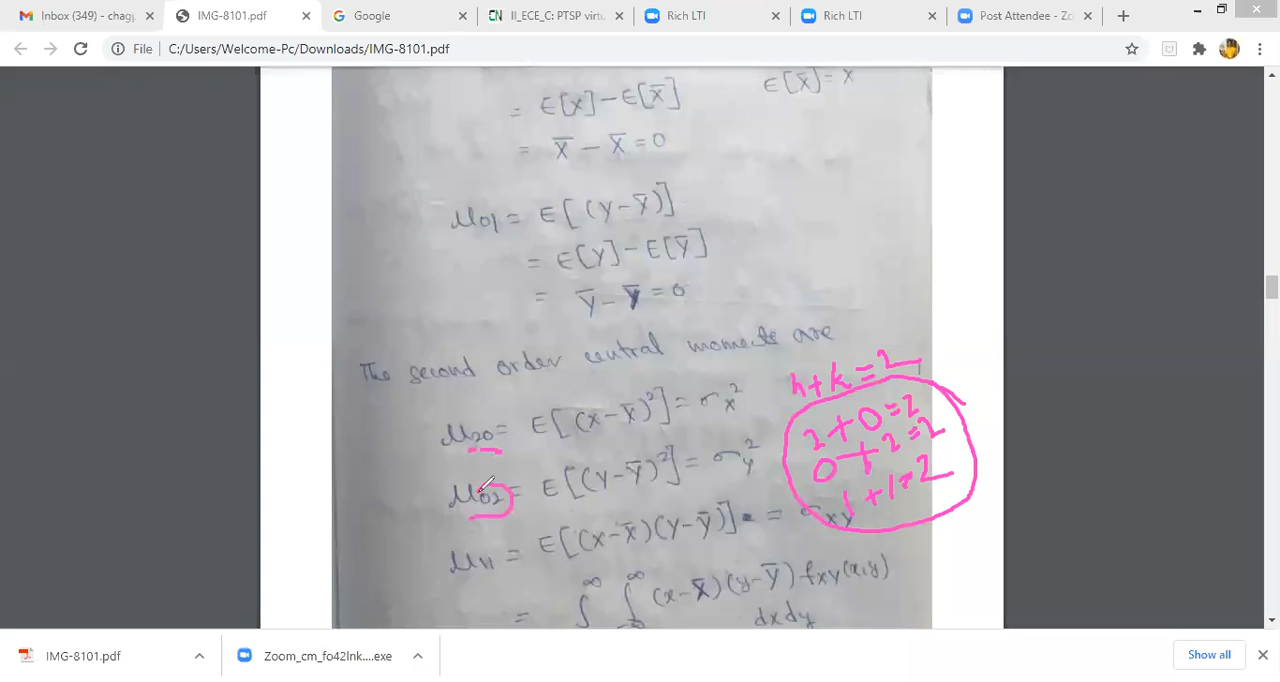 Inbox (349) - chag
IMG-8101.pdf
Google
II_ECE_C: PTSP virtu
Rich LTI
Rich LTI
Post Attendee - Zo
File
C:/Users/Welcome-Pc/Downloads/IMG-8101.pdf
= E[X] - E[X̄]
E[X̄] = X̄
= X̄ - X̄ = 0
μ01 = E[(Y - Ȳ)]
= E[Y] - E[Ȳ]
= Ȳ - Ȳ = 0
The second order central moments are
n+k=2
μ20 = E[(X - X̄)²] = σx²
2+0=2
μ02 = E[(Y - Ȳ)²] = σy²
0+2=2
1+1=2
μ11 = E[(X - X̄)(Y - Ȳ)] = σxy
= ∫∞ ∫∞ (x - X̄)(y - Ȳ) fxy(x,y)
dxdy
IMG-8101.pdf
Zoom_cm_fo42lnk....exe
Show all